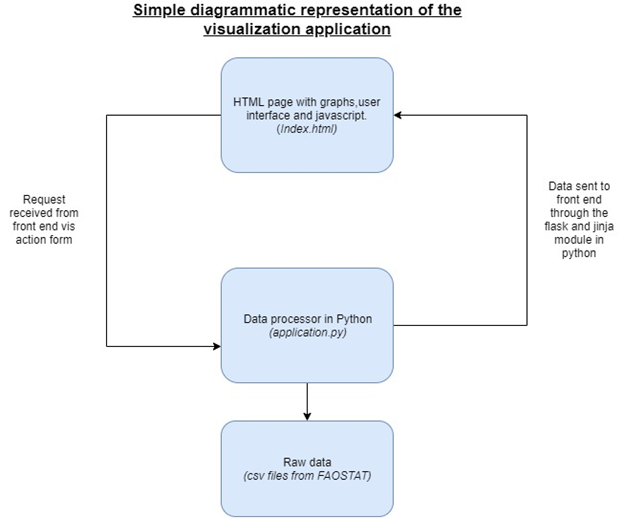 Simple diagrammatic representation of the
visualization application
HTML page with graphs,user
interface and javascript.
(Index.html)
Request
received from
front end vis
action form
Data sent to
front end
through the
flask and jinja
module in
python
Data processor in Python
(application.py)
Raw data
(csv files from FAOSTAT)